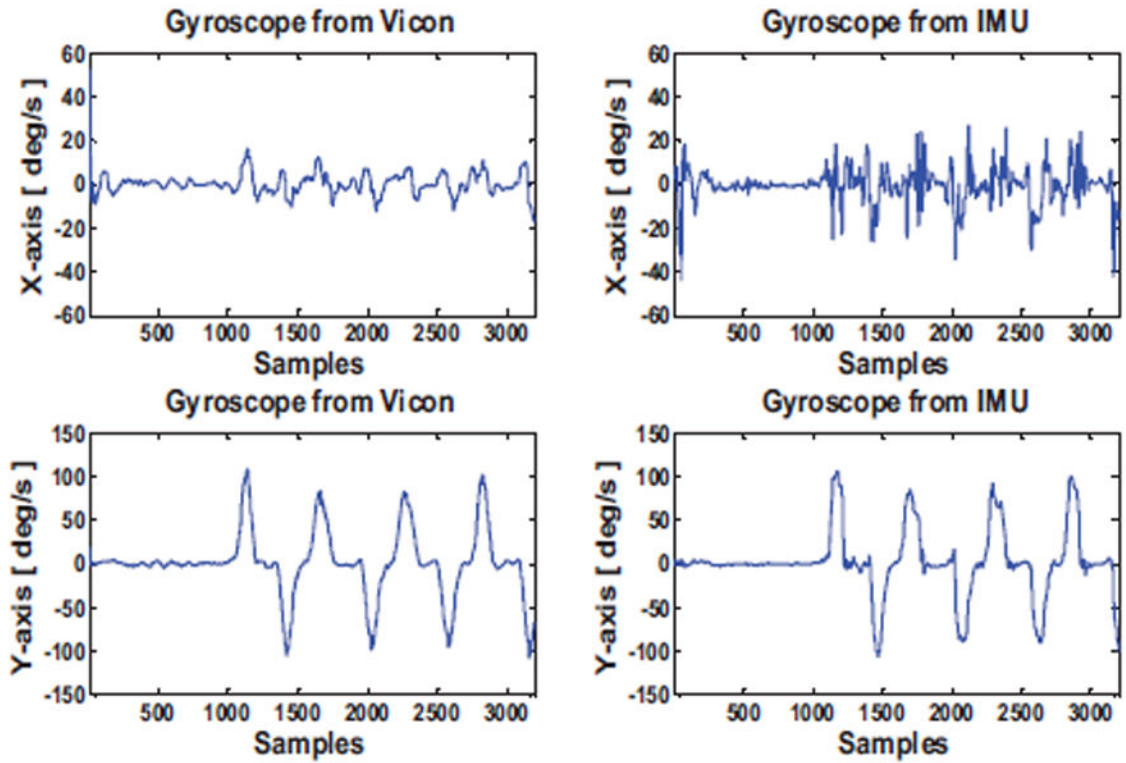 Gyroscope from Vicon
Gyroscope from IMU
X-axis [ deg/s ]
60
40
20
0
-20
-40
-60
500 1000 1500 2000 2500 3000
Samples
X-axis [ deg/s ]
60
40
20
0
-20
-40
-60
500 1000 1500 2000 2500 3000
Samples
Gyroscope from Vicon
Gyroscope from IMU
Y-axis [ deg/s ]
150
100
50
0
-50
-100
-150
500 1000 1500 2000 2500 3000
Samples
Y-axis [ deg/s ]
150
100
50
0
-50
-100
-150
500 1000 1500 2000 2500 3000
Samples